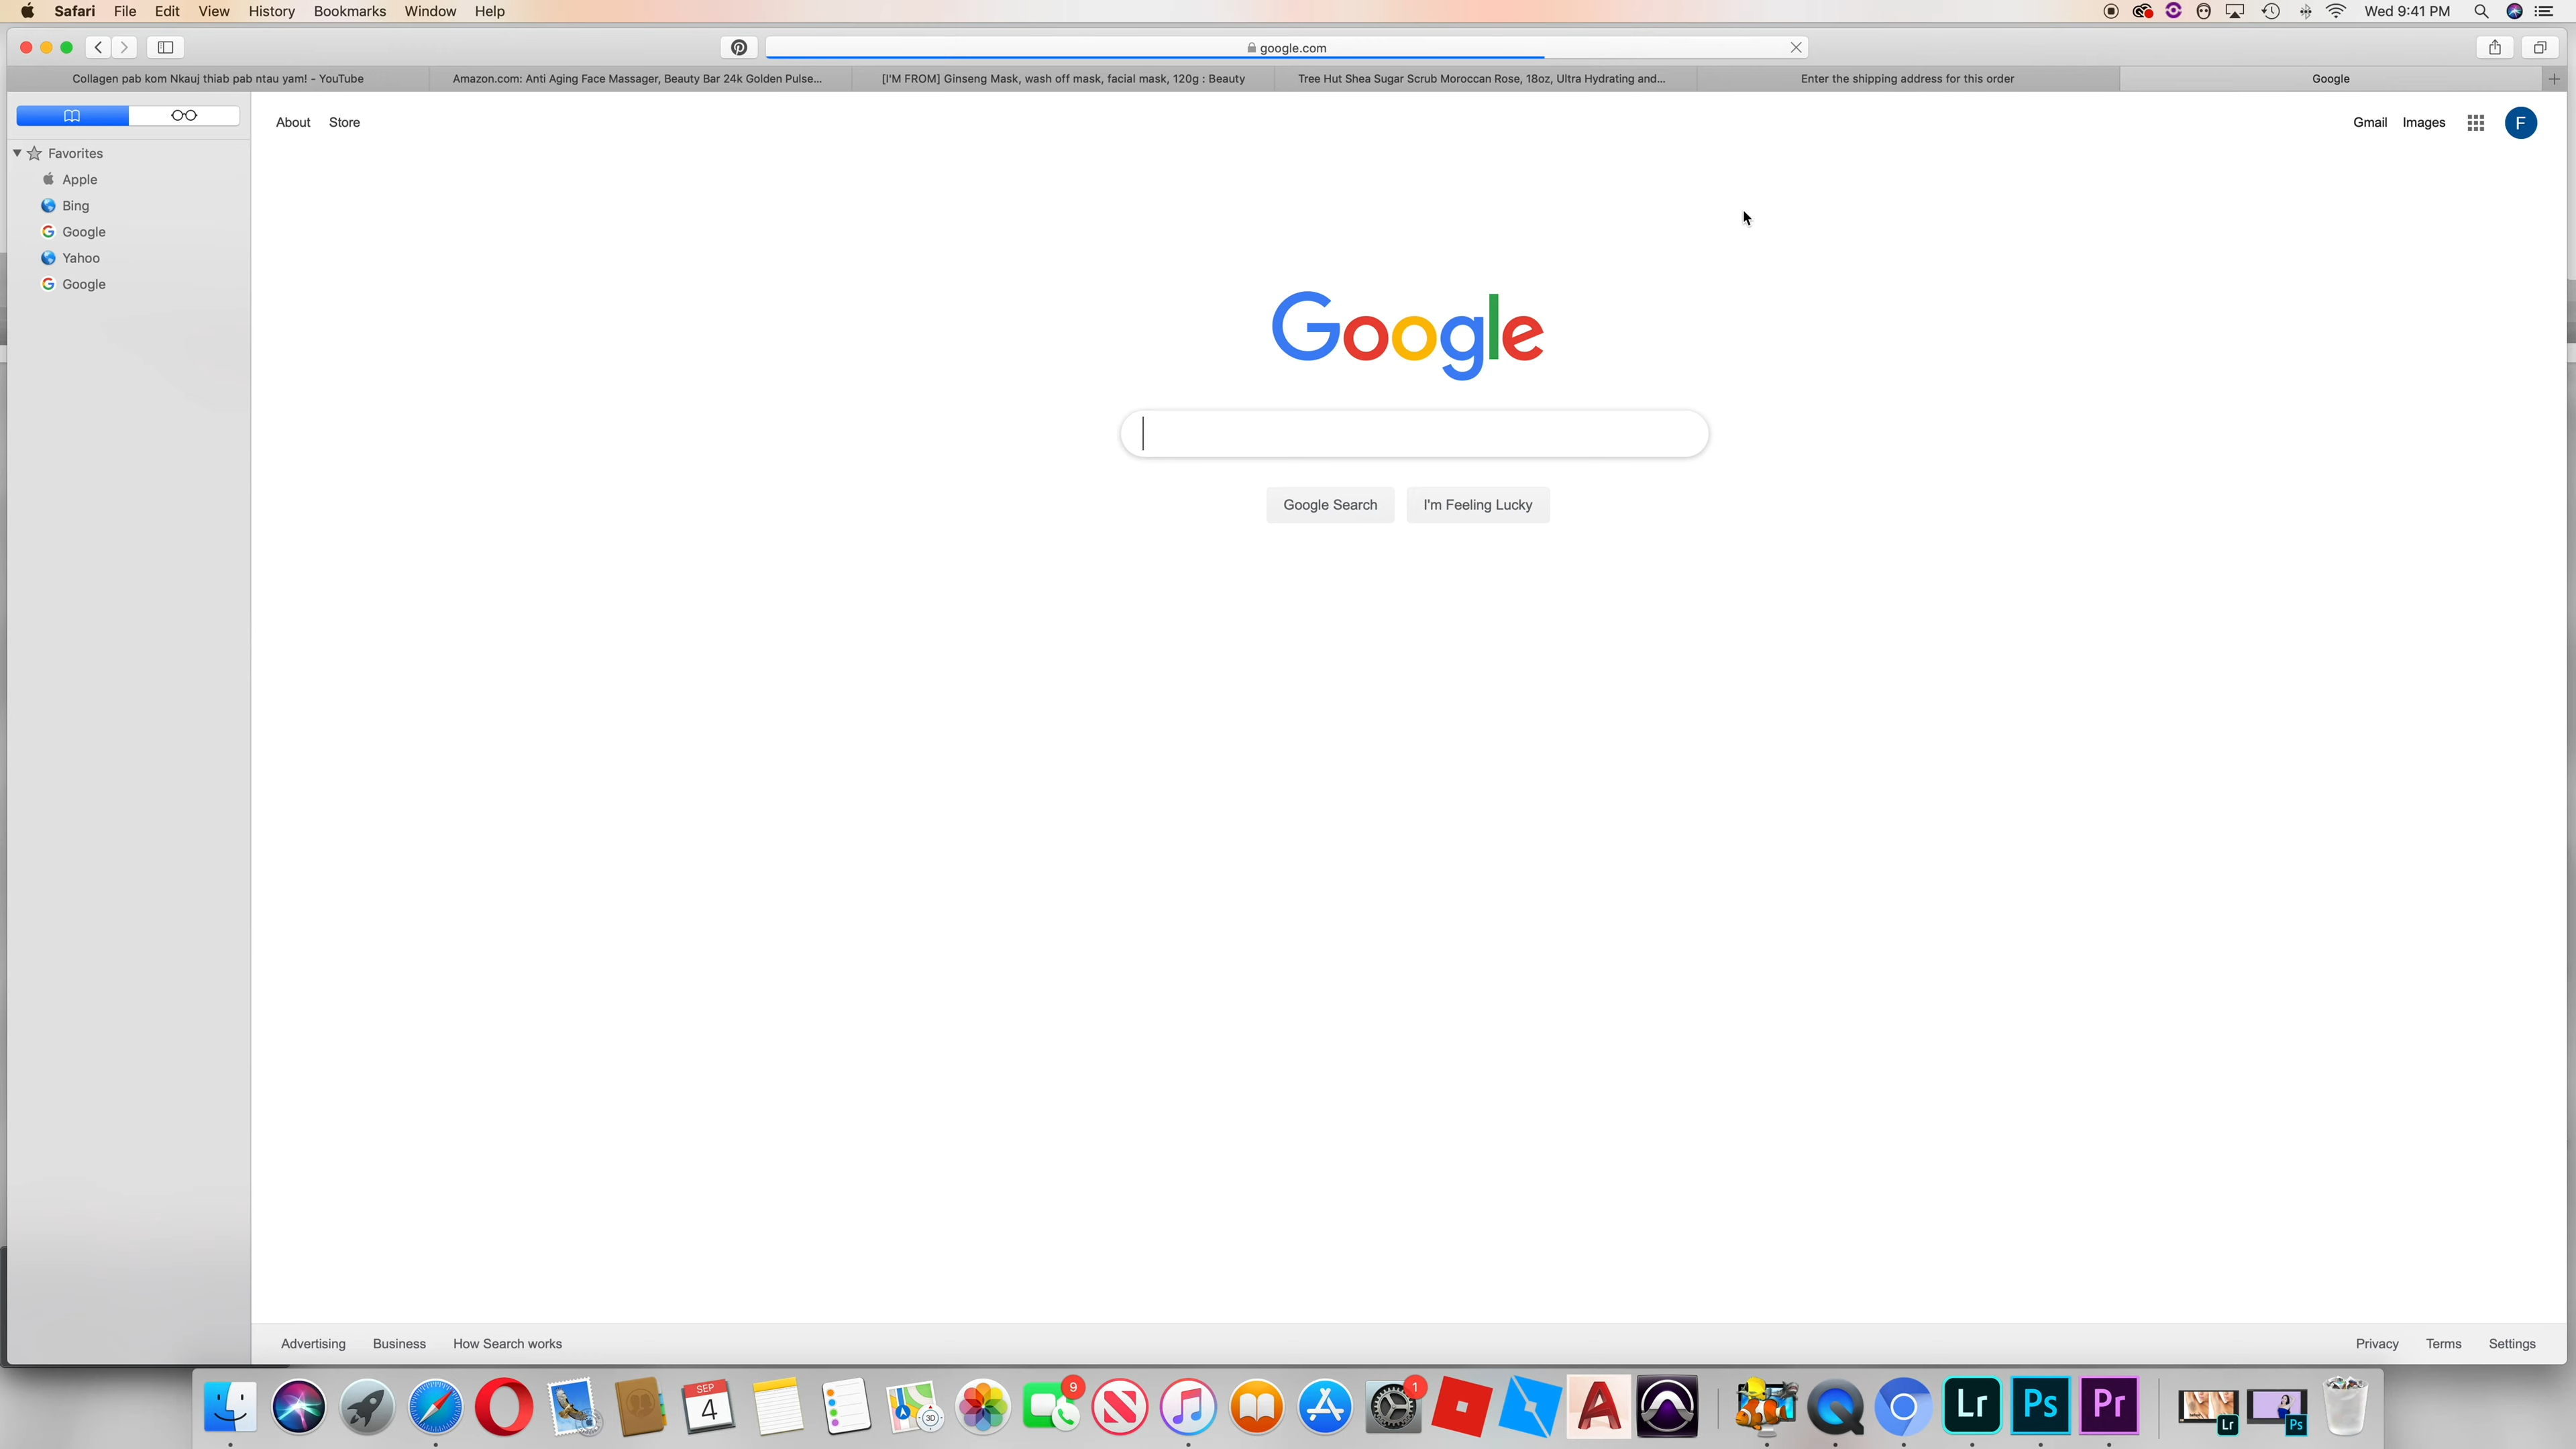 Safari File Edit View History Bookmarks Window Help Wed 9:41 PM
google.com
Collagen pab kom Nkauj thiab pab ntau yam! - YouTube Amazon.com: Anti Aging Face Massager, Beauty Bar 24k Golden Pulse... [I'M FROM] Ginseng Mask, wash off mask, facial mask, 120g : Beauty Tree Hut Shea Sugar Scrub Moroccan Rose, 18oz, Ultra Hydrating and... Enter the shipping address for this order Google
About Store Gmail Images F
Favorites
Apple
Bing
Google
Yahoo
Google
Google
Google Search I'm Feeling Lucky
Advertising Business How Search works Privacy Terms Settings
SEP
4
3D
9
1
Lr Ps Pr
Lr Ps